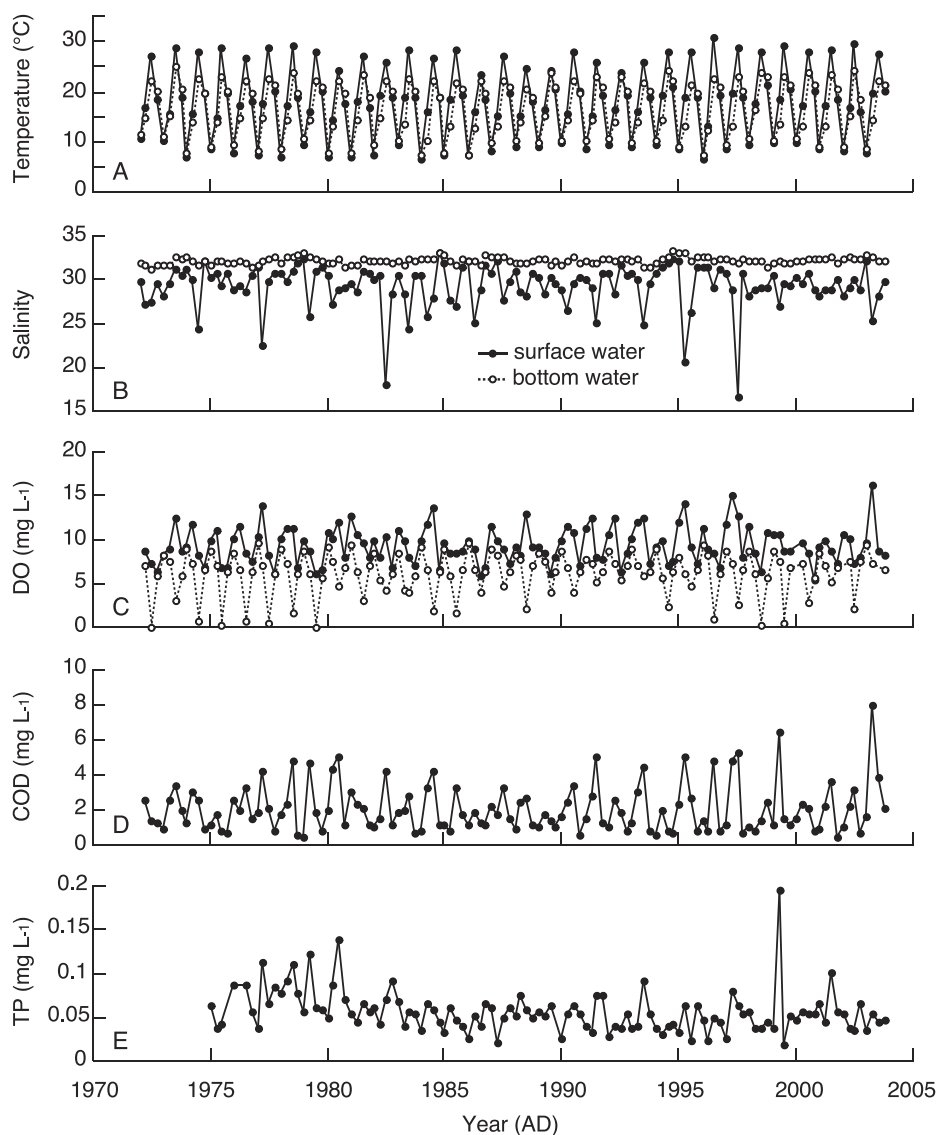 Temperature (°C)
30
20
10
0
A
Salinity
35
30
25
20
15
B
surface water
bottom water
DO (mg L-1)
20
15
10
5
0
C
COD (mg L-1)
10
8
6
4
2
0
D
TP (mg L-1)
0.2
0.15
0.1
0.05
0
E
1970 1975 1980 1985 1990 1995 2000 2005
Year (AD)